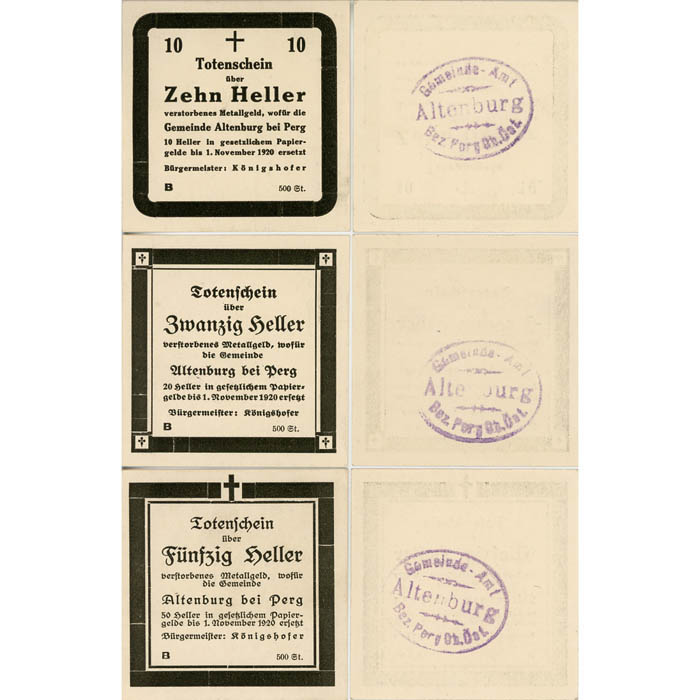 10 10
Totenschein
über
Zehn Heller
verstorbenes Metallgeld, wofür die
Gemeinde Altenburg bei Perg
10 Heller in gesetzlichem Papier-
gelde bis 1. November 1920 ersetzt
Bürgermeister: Königshofer
B 500 St.
Gemeinde-Amt
Altenburg
Bez. Perg Ob. Öst.
Totenschein
über
Zwanzig Heller
verstorbenes Metallgeld, wofür
die Gemeinde
Altenburg bei Perg
20 Heller in gesetzlichem Papier-
gelde bis 1. November 1920 ersetzt
Bürgermeister: Königshofer
B 500 St.
Gemeinde-Amt
Altenburg
Bez. Perg Ob. Öst.
Totenschein
über
Fünfzig Heller
verstorbenes Metallgeld, wofür
die Gemeinde
Altenburg bei Perg
50 Heller in gesetzlichem Papier-
gelde bis 1. November 1920 ersetzt
Bürgermeister: Königshofer
B 500 St.
Gemeinde-Amt
Altenburg
Bez. Perg Ob. Öst.